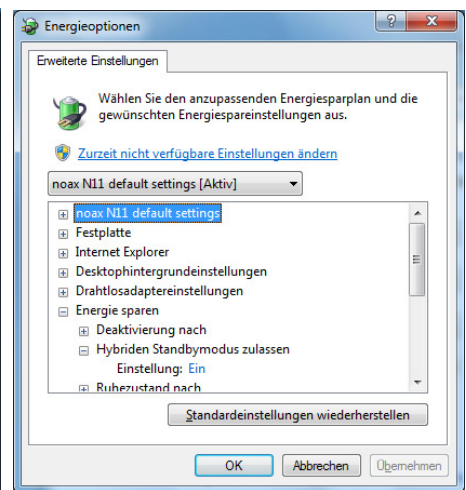 Energieoptionen
Erweiterte Einstellungen
Wählen Sie den anzupassenden Energiesparplan und die
gewünschten Energiespareinstellungen aus.
Zurzeit nicht verfügbare Einstellungen ändern
noax N11 default settings [Aktiv]
noax N11 default settings
Festplatte
Internet Explorer
Desktophintergrundeinstellungen
Drahtlosadaptereinstellungen
Energie sparen
Deaktivierung nach
Hybriden Standbymodus zulassen
Einstellung: Ein
Ruhezustand nach
Standardeinstellungen wiederherstellen
OK Abbrechen Übernehmen